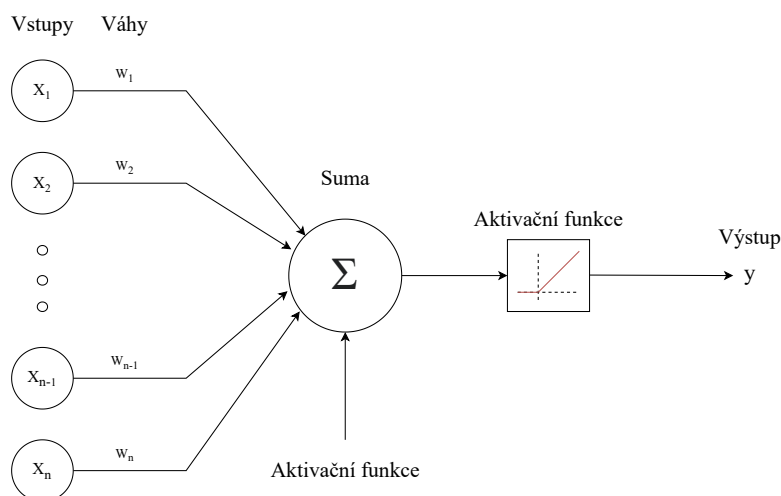 Vstupy Váhy
X1 w1
X2 w2
Suma
Σ
Aktivační funkce
Výstup
y
Xn-1 wn-1
Xn wn
Aktivační funkce